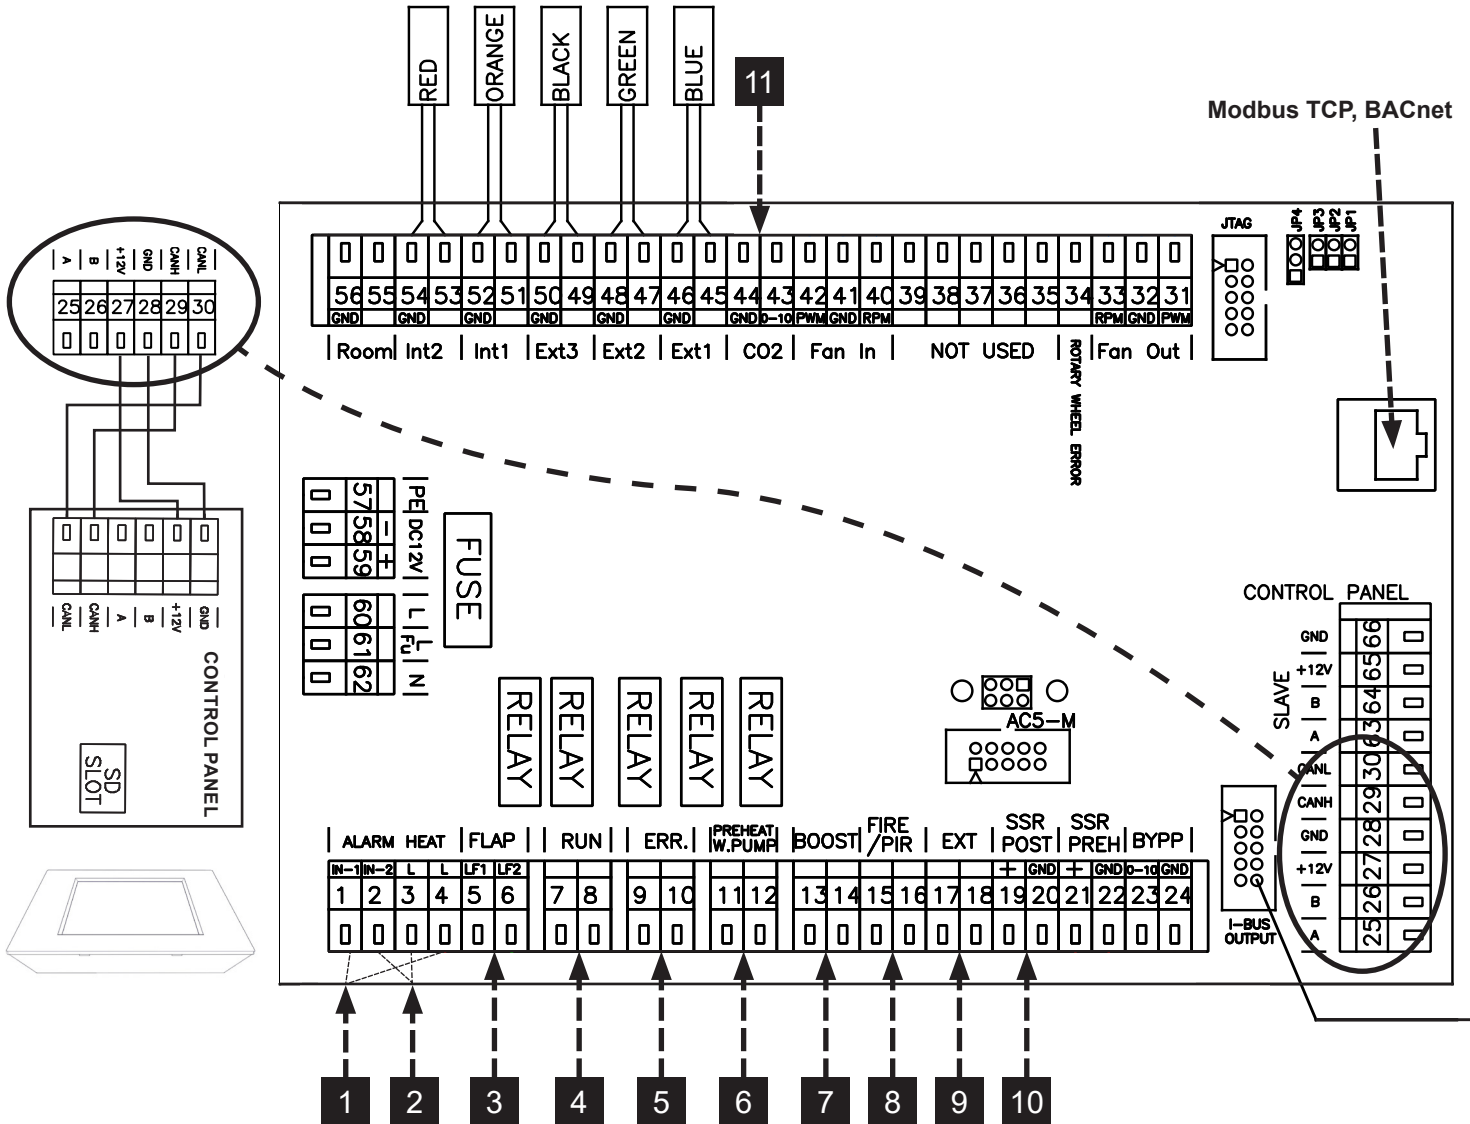 RED
ORANGE
BLACK
GREEN
BLUE
11
Modbus TCP, BACnet
A B +12V GND CANH CANL
25 26 27 28 29 30
JTAG
JP4
JP3
JP2
JP1
56 55 54 53 52 51 50 49 48 47 46 45 44 43 42 41 40 39 38 37 36 35 34 33 32 31
GND GND GND GND GND GND GND 0-10 PWM GND RPM RPM GND PWM
Room Int2 Int1 Ext3 Ext2 Ext1 CO2 Fan In NOT USED Fan Out
ROTARY WHEEL ERROR
57 58 59
- +
PE DC12V
60 61 62
L L Fu N
FUSE
CANL CANH A B +12V GND
CONTROL PANEL
SD SLOT
CONTROL PANEL
SLAVE
GND 66
+12V 65
B 64
A 63
CANL 30
CANH 29
GND 28
+12V 27
B 26
A 25
RELAY
RELAY
RELAY
RELAY
RELAY
AC5-M
I-BUS
OUTPUT
ALARM HEAT FLAP RUN ERR. PREHEAT W.PUMP BOOST FIRE /PIR EXT SSR POST SSR PREH BYPP
IN-1 IN-2 L L LF1 LF2 + GND + GND 0-10 GND
1 2 3 4 5 6 7 8 9 10 11 12 13 14 15 16 17 18 19 20 21 22 23 24
1 2 3 4 5 6 7 8 9 10